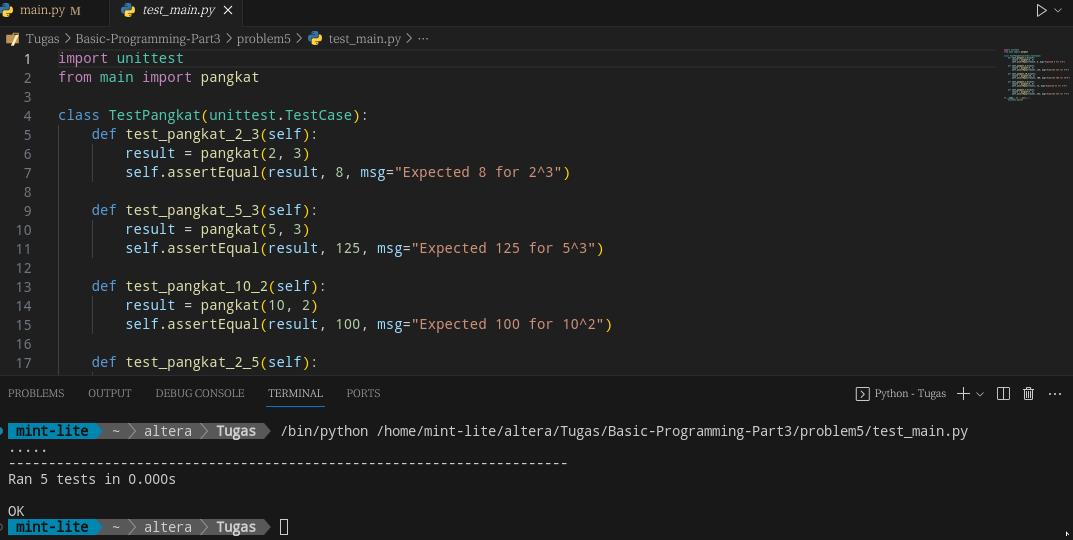 main.py M test_main.py ×
Tugas > Basic-Programming-Part3 > problem5 > test_main.py > ...
1 import unittest
2 from main import pangkat
3
4 class TestPangkat(unittest.TestCase):
5     def test_pangkat_2_3(self):
6         result = pangkat(2, 3)
7         self.assertEqual(result, 8, msg="Expected 8 for 2^3")
8
9     def test_pangkat_5_3(self):
10         result = pangkat(5, 3)
11         self.assertEqual(result, 125, msg="Expected 125 for 5^3")
12
13     def test_pangkat_10_2(self):
14         result = pangkat(10, 2)
15         self.assertEqual(result, 100, msg="Expected 100 for 10^2")
16
17     def test_pangkat_2_5(self):
PROBLEMS OUTPUT DEBUG CONSOLE TERMINAL PORTS Python - Tugas
mint-lite ~ altera Tugas /bin/python /home/mint-lite/altera/Tugas/Basic-Programming-Part3/problem5/test_main.py
.....
----------------------------------------------------------------------
Ran 5 tests in 0.000s
OK
mint-lite ~ altera Tugas